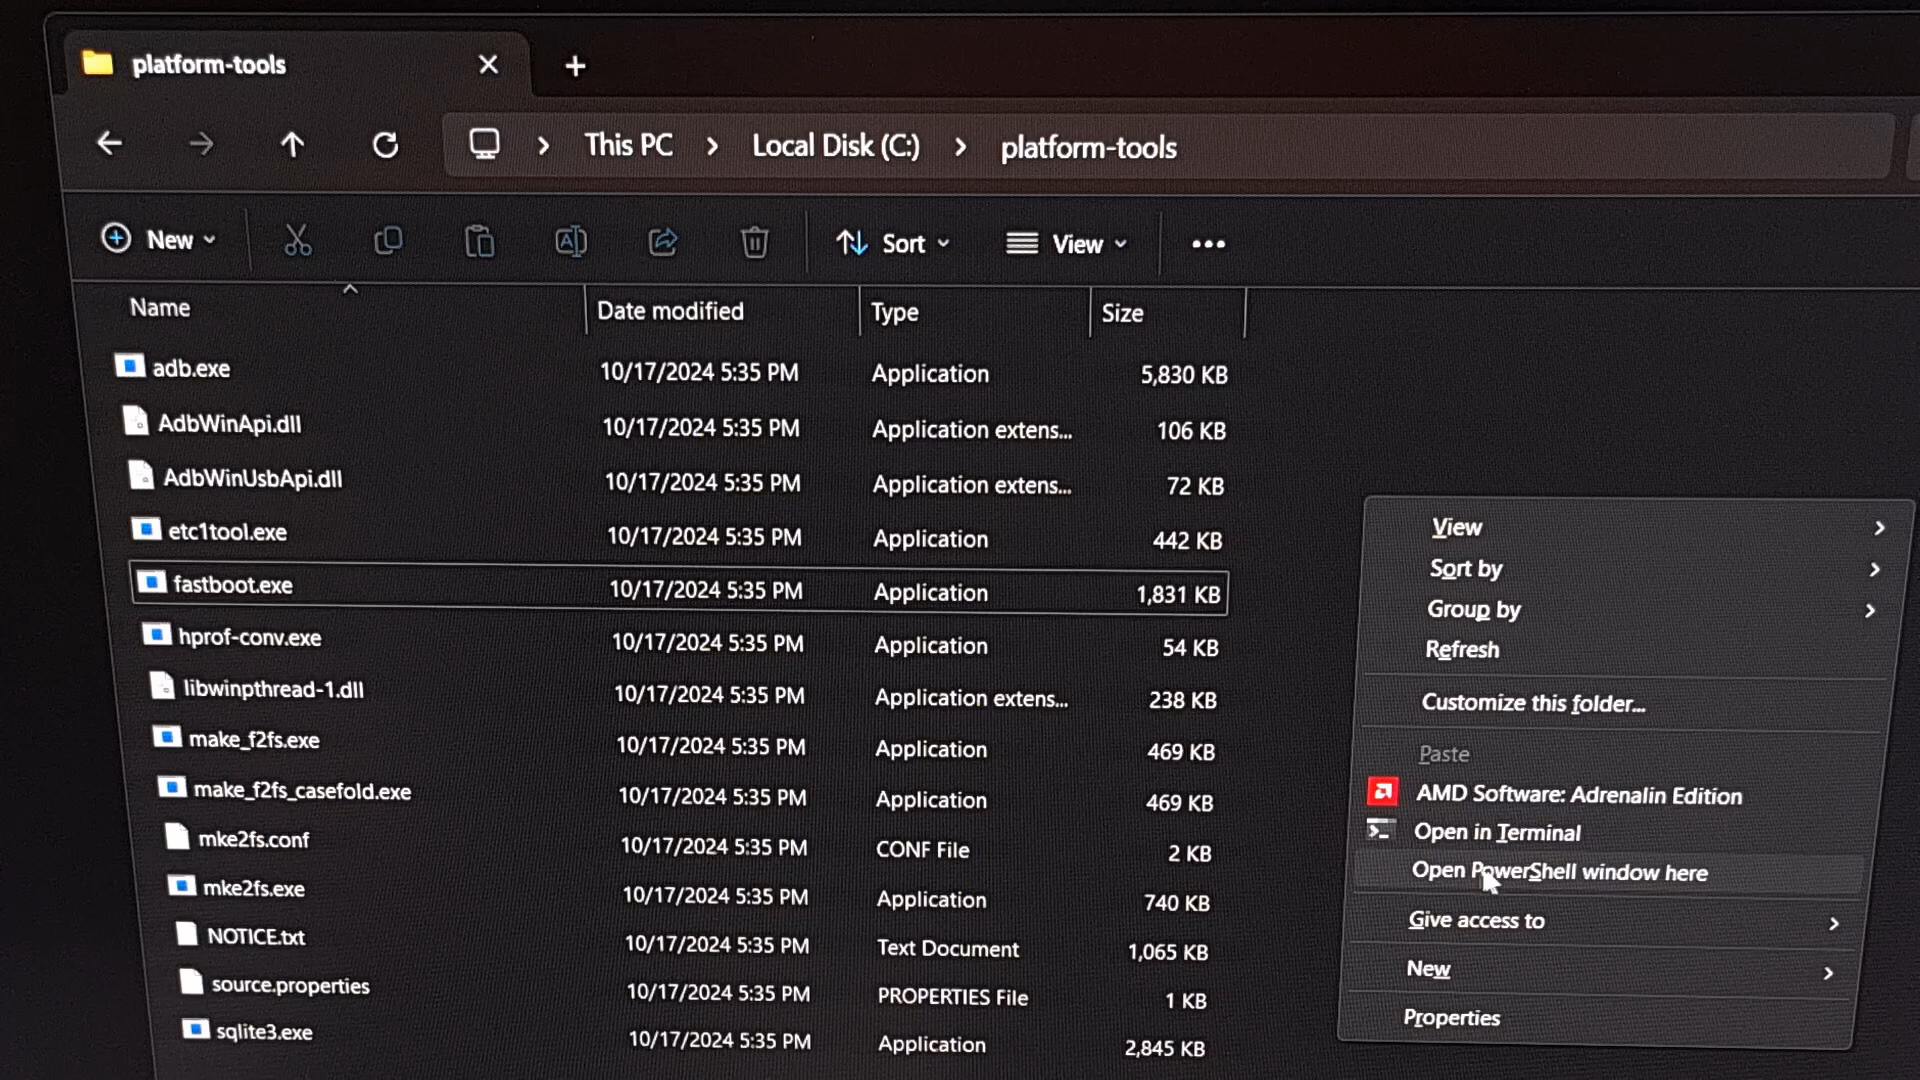 platform-tools
This PC > Local Disk (C:) > platform-tools
New Sort View
Name Date modified Type Size
adb.exe 10/17/2024 5:35 PM Application 5,830 KB
AdbWinApi.dll 10/17/2024 5:35 PM Application extens... 106 KB
AdbWinUsbApi.dll 10/17/2024 5:35 PM Application extens... 72 KB
etc1tool.exe 10/17/2024 5:35 PM Application 442 KB
fastboot.exe 10/17/2024 5:35 PM Application 1,831 KB
hprof-conv.exe 10/17/2024 5:35 PM Application 54 KB
libwinpthread-1.dll 10/17/2024 5:35 PM Application extens... 238 KB
make_f2fs.exe 10/17/2024 5:35 PM Application 469 KB
make_f2fs_casefold.exe 10/17/2024 5:35 PM Application 469 KB
mke2fs.conf 10/17/2024 5:35 PM CONF File 2 KB
mke2fs.exe 10/17/2024 5:35 PM Application 740 KB
NOTICE.txt 10/17/2024 5:35 PM Text Document 1,065 KB
source.properties 10/17/2024 5:35 PM PROPERTIES File 1 KB
sqlite3.exe 10/17/2024 5:35 PM Application 2,845 KB
View
Sort by
Group by
Refresh
Customize this folder...
Paste
AMD Software: Adrenalin Edition
Open in Terminal
Open PowerShell window here
Give access to
New
Properties